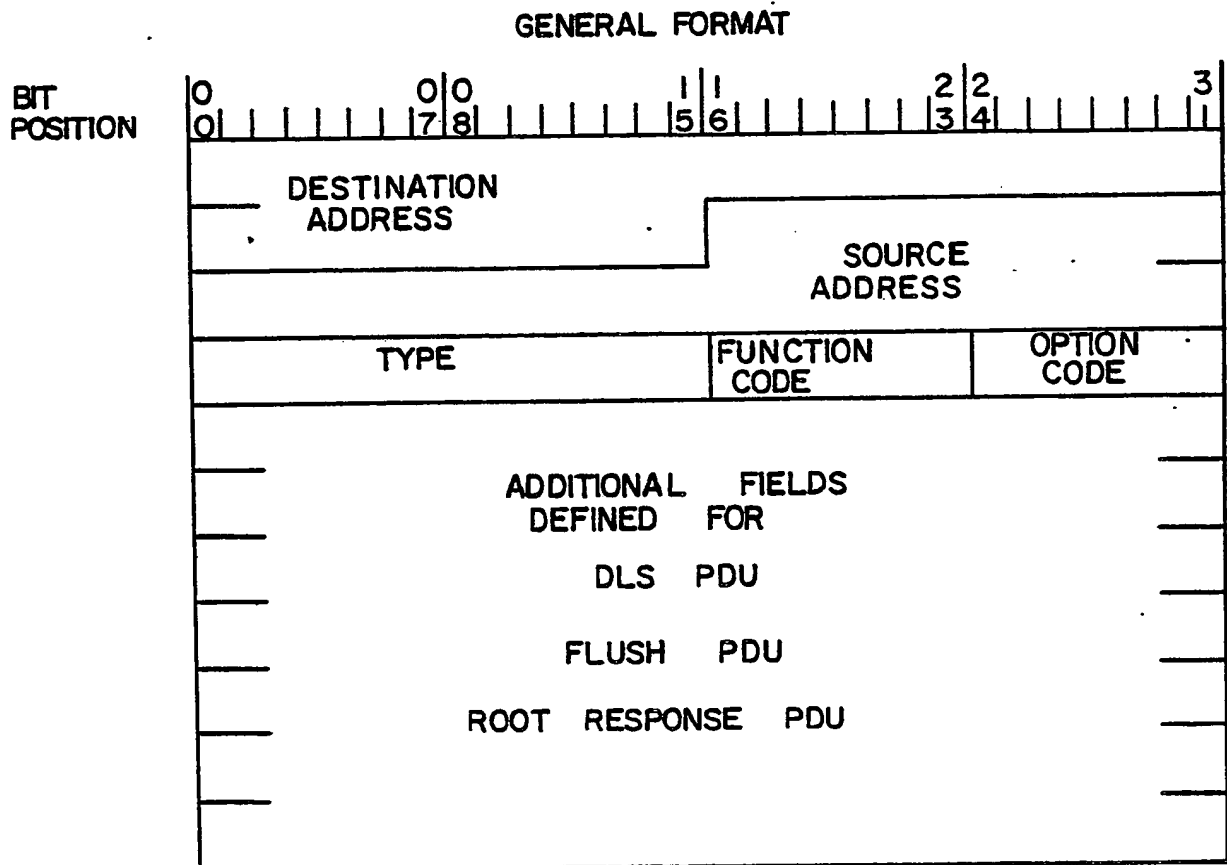 GENERAL FORMAT
BIT
POSITION
0 0 0 1 1 2 2 3
0 7 8 5 6 3 4 1
DESTINATION
ADDRESS
SOURCE
ADDRESS
TYPE
FUNCTION
CODE
OPTION
CODE
ADDITIONAL FIELDS
DEFINED FOR
DLS PDU
FLUSH PDU
ROOT RESPONSE PDU